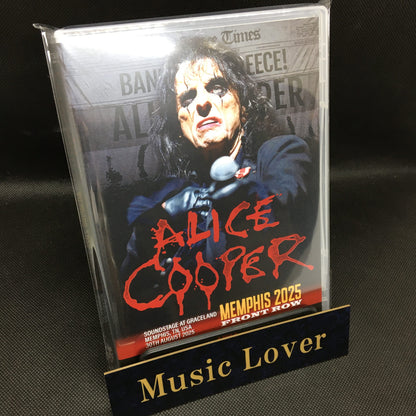 Times
BAN
EECE!
AL
DER
ALICE
COOPER
SOUNDSTAGE AT GRACELAND
MEMPHIS, TN, USA
30TH AUGUST 2025
MEMPHIS 2025
FRONT ROW
Music Lover